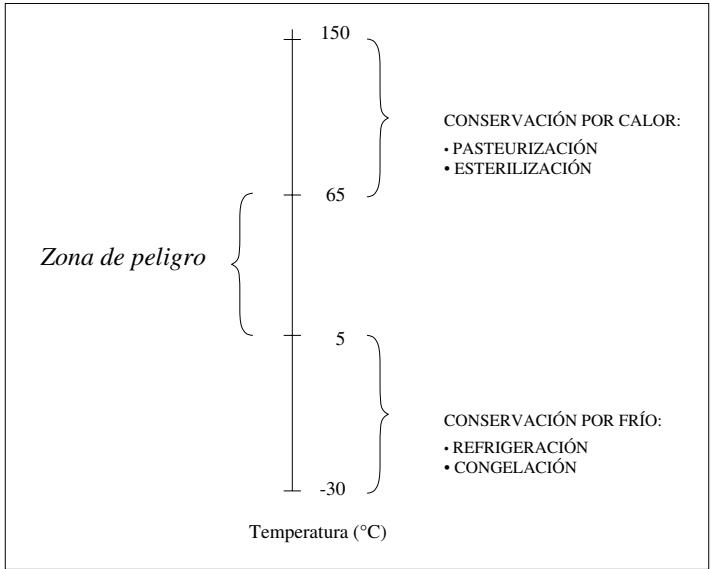 150
CONSERVACIÓN POR CALOR:
• PASTEURIZACIÓN
• ESTERILIZACIÓN
65
Zona de peligro
5
CONSERVACIÓN POR FRÍO:
• REFRIGERACIÓN
• CONGELACIÓN
-30
Temperatura (°C)